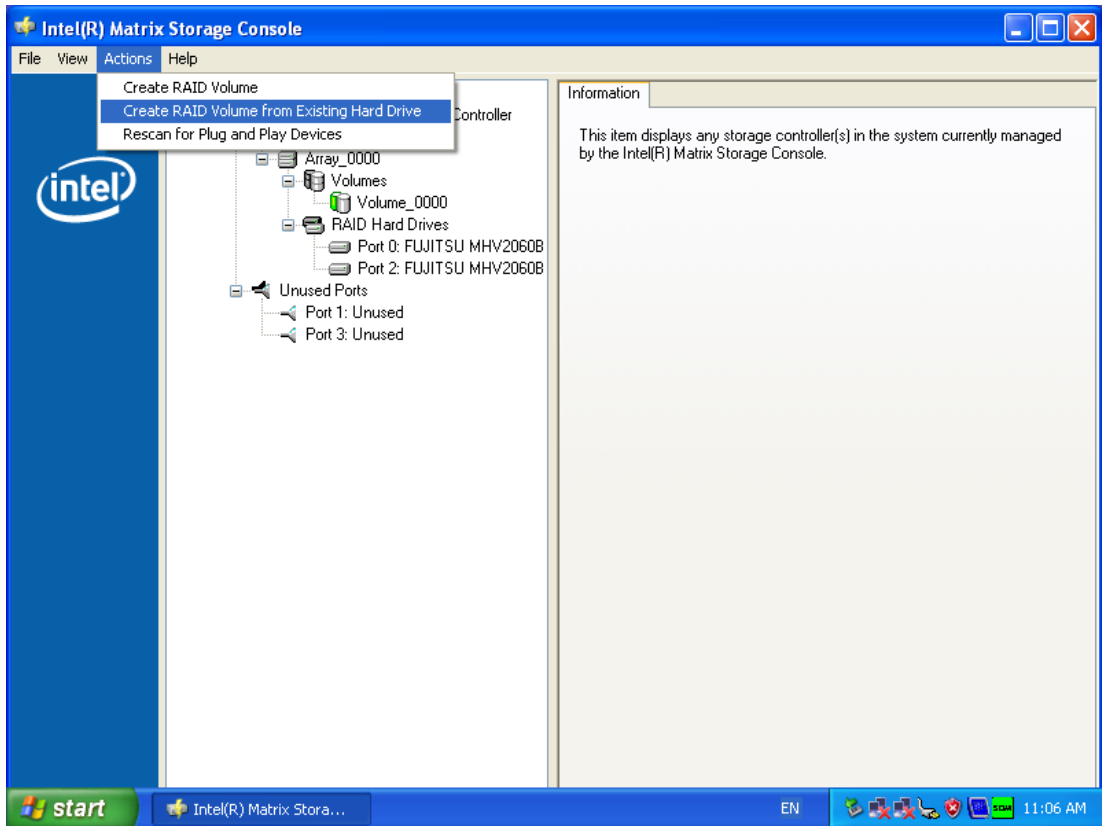 Intel(R) Matrix Storage Console
File View Actions Help
Create RAID Volume
Create RAID Volume from Existing Hard Drive
Rescan for Plug and Play Devices
Controller
Array_0000
Volumes
Volume_0000
RAID Hard Drives
Port 0: FUJITSU MHV2060B
Port 2: FUJITSU MHV2060B
Unused Ports
Port 1: Unused
Port 3: Unused
Information
This item displays any storage controller(s) in the system currently managed
by the Intel(R) Matrix Storage Console.
intel
start
Intel(R) Matrix Stora...
EN
SOM
11:06 AM